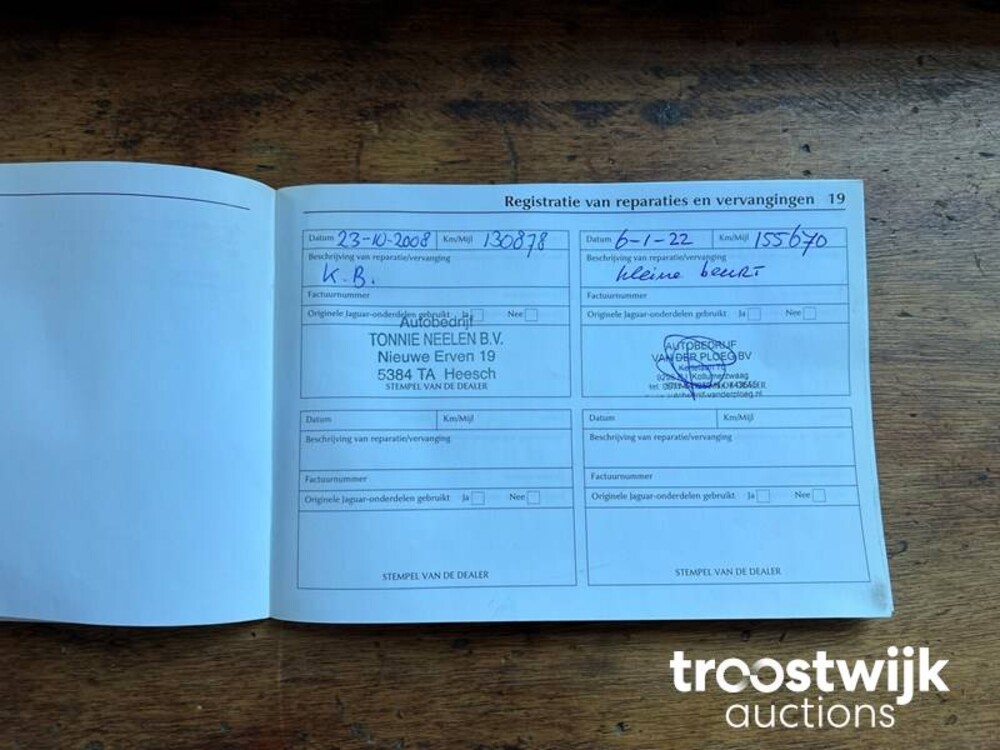 Registratie van reparaties en vervangingen 19
Datum 23-10-2008 Km/Mijl 130878
Beschrijving van reparatie/vervanging
K.B.
Factuurnummer
Originele Jaguar-onderdelen gebruikt Ja Nee
Autobedrijf
TONNIE NEELEN B.V.
Nieuwe Erven 19
5384 TA Heesch
STEMPEL VAN DE DEALER
Datum 6-1-22 Km/Mijl 155670
Beschrijving van reparatie/vervanging
kleine beurt
Factuurnummer
Originele Jaguar-onderdelen gebruikt Ja Nee
AUTOBEDRIJF
VAN DER PLOEG BV
Kollumerzwaag
Datum Km/Mijl
Beschrijving van reparatie/vervanging
Factuurnummer
Originele Jaguar-onderdelen gebruikt Ja Nee
STEMPEL VAN DE DEALER
Datum Km/Mijl
Beschrijving van reparatie/vervanging
Factuurnummer
Originele Jaguar-onderdelen gebruikt Ja Nee
STEMPEL VAN DE DEALER
troostwijk
auctions